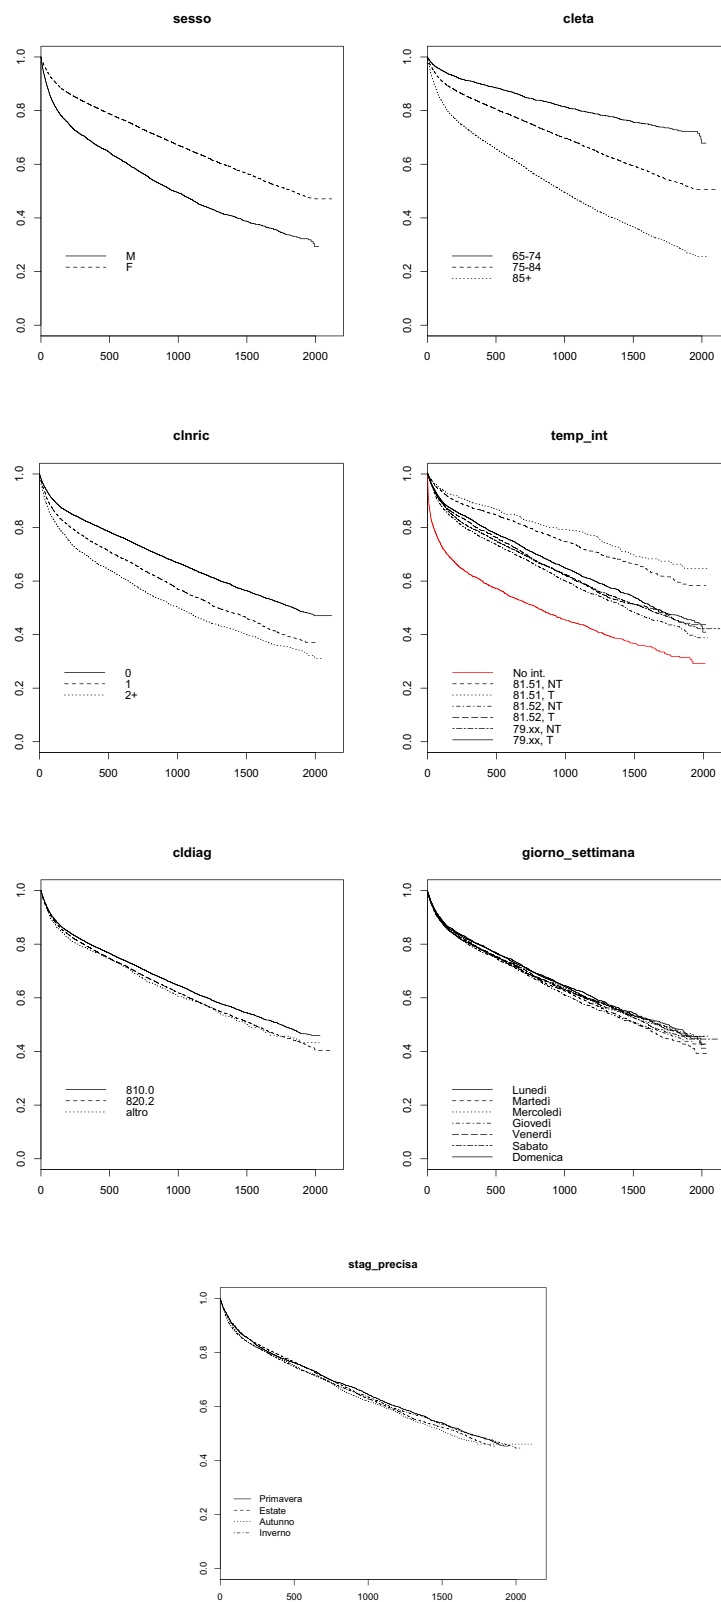 sesso
1.0
0.8
0.6
0.4
0.2
0.0
M
F
0 500 1000 1500 2000
cleta
1.0
0.8
0.6
0.4
0.2
0.0
65-74
75-84
85+
0 500 1000 1500 2000
clnric
1.0
0.8
0.6
0.4
0.2
0.0
0
1
2+
0 500 1000 1500 2000
temp_int
1.0
0.8
0.6
0.4
0.2
0.0
No int.
81.51, NT
81.51, T
81.52, NT
81.52, T
79.xx, NT
79.xx, T
0 500 1000 1500 2000
cldiag
1.0
0.8
0.6
0.4
0.2
0.0
810.0
820.2
altro
0 500 1000 1500 2000
giorno_settimana
1.0
0.8
0.6
0.4
0.2
0.0
Lunedì
Martedì
Mercoledì
Giovedì
Venerdì
Sabato
Domenica
0 500 1000 1500 2000
stag_precisa
1.0
0.8
0.6
0.4
0.2
0.0
Primavera
Estate
Autunno
Inverno
0 500 1000 1500 2000